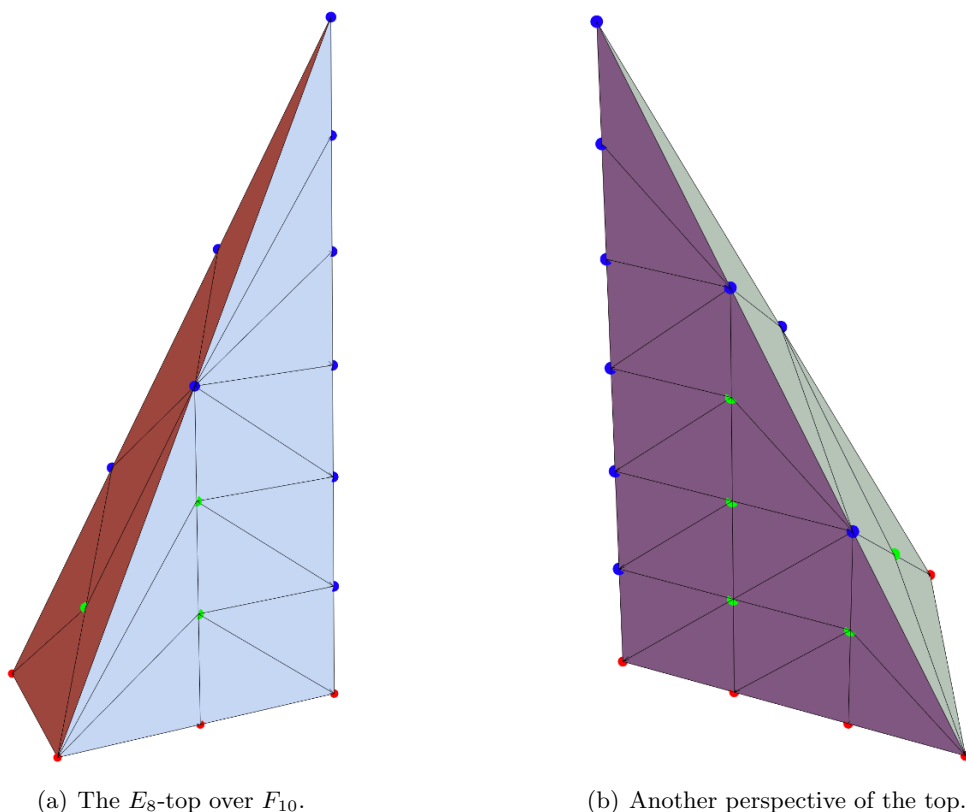 (a) The E₈-top over F₁₀.
(b) Another perspective of the top.